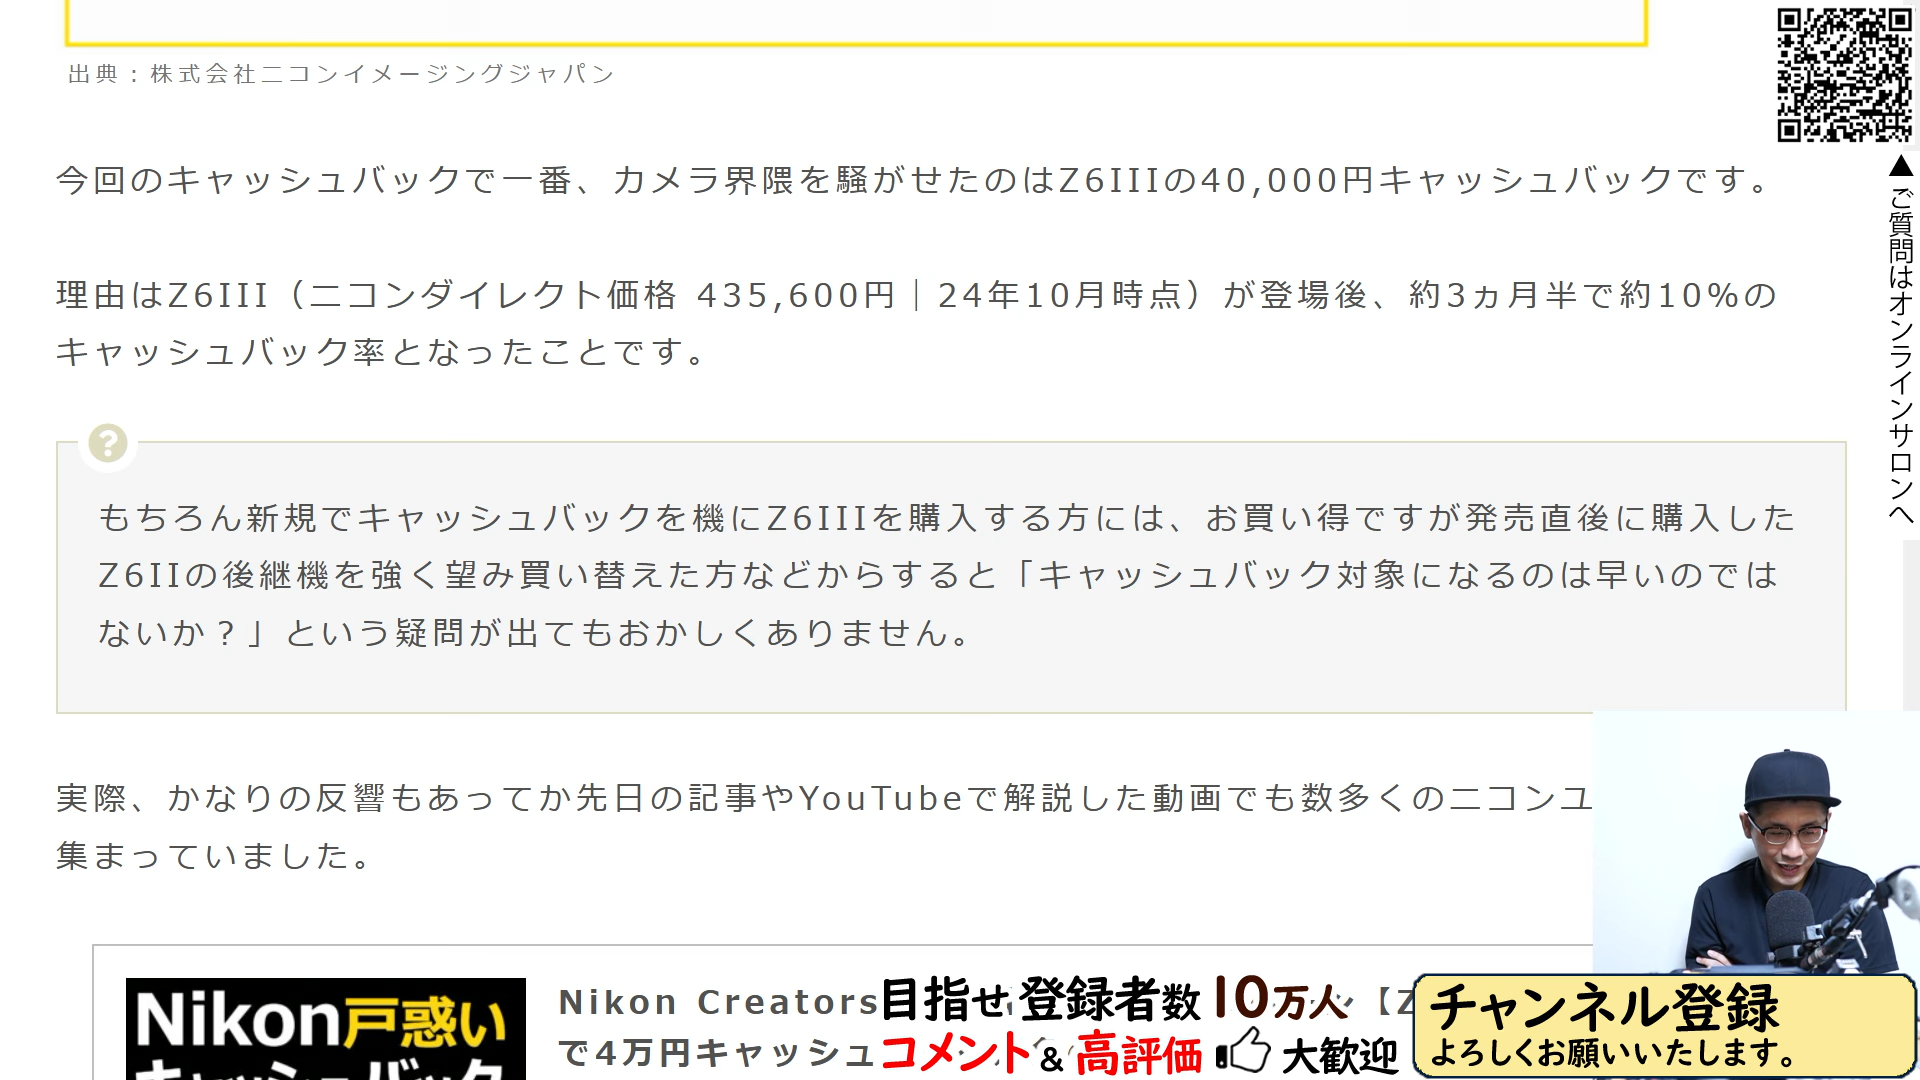 出典：株式会社ニコンイメージングジャパン
今回のキャッシュバックで一番、カメラ界隈を騒がせたのはZ6IIIの40,000円キャッシュバックです。
理由はZ6III（ニコンダイレクト価格 435,600円｜24年10月時点）が登場後、約3ヵ月半で約10%の
キャッシュバック率となったことです。
もちろん新規でキャッシュバックを機にZ6IIIを購入する方には、お買い得ですが発売直後に購入した
Z6IIの後継機を強く望み買い替えた方などからすると「キャッシュバック対象になるのは早いのでは
ないか？」という疑問が出てもおかしくありません。
実際、かなりの反響もあってか先日の記事やYouTubeで解説した動画でも数多くのニコンユ
集まっていました。
Nikon戸惑い
キャッシュバック
Nikon Creators
【Z
で4万円キャッシュ
目指せ登録者数10万人
コメント&高評価 大歓迎
チャンネル登録
よろしくお願いいたします。
▲ご質問はオンラインサロンへ